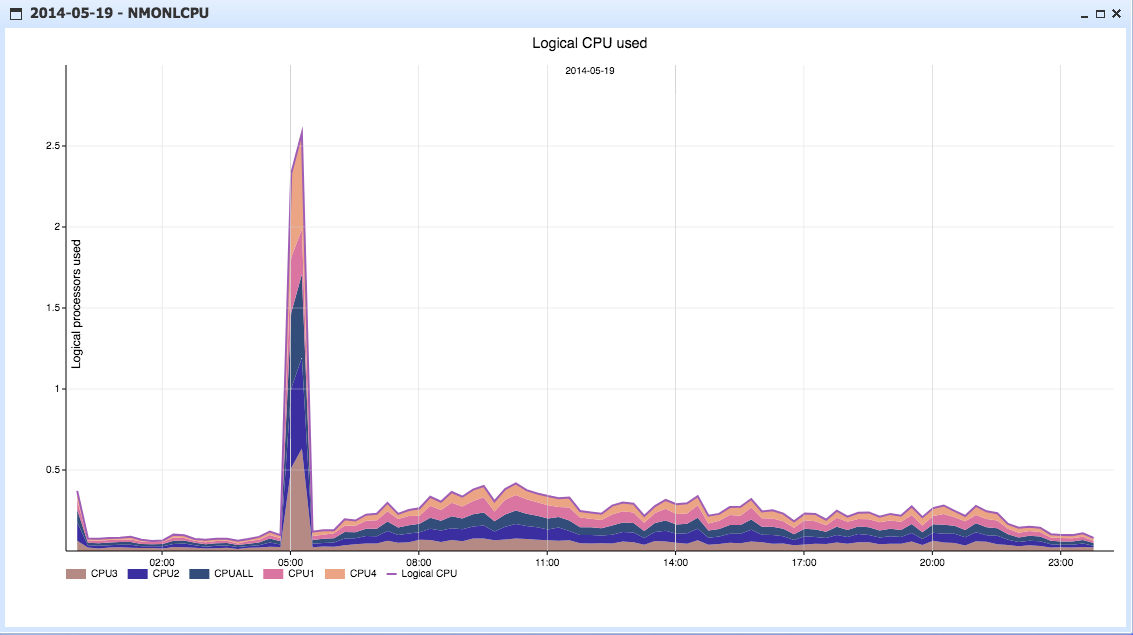 2014-05-19 - NMONLCPU
Logical CPU used
2014-05-19
Logical processors used
2.5
2
1.5
1
0.5
02:00 05:00 08:00 11:00 14:00 17:00 20:00 23:00
CPU3 CPU2 CPUALL CPU1 CPU4 Logical CPU